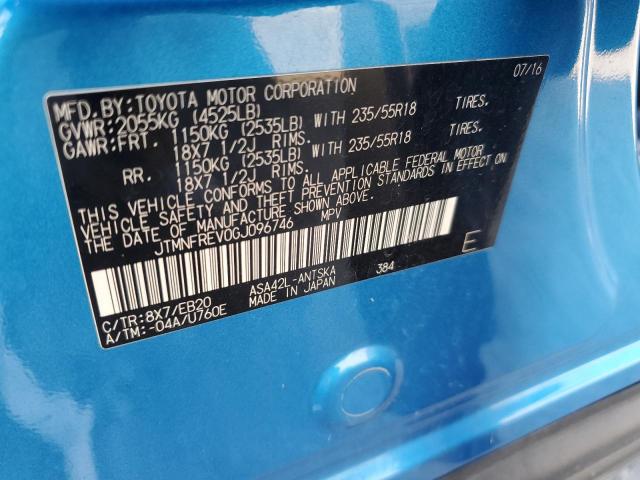 MFD.BY:TOYOTA MOTOR CORPORATION 07/16
GVWR:2055KG (4525LB)
GAWR:FRT. 1150KG (2535LB) WITH 235/55R18 TIRES.
18X7 1/2J RIMS.
RR. 1150KG (2535LB) WITH 235/55R18 TIRES.
18X7 1/2J RIMS.
THIS VEHICLE CONFORMS TO ALL APPLICABLE FEDERAL MOTOR
VEHICLE SAFETY AND THEFT PREVENTION STANDARDS IN EFFECT ON
THE DATE OF MANUFACTURE SHOWN ABOVE.
JTMNFREV0GJ096746 MPV
E
C/TR:8X7/EB20 ASA42L-ANTSKA 384
A/TM:-04A/U760E MADE IN JAPAN